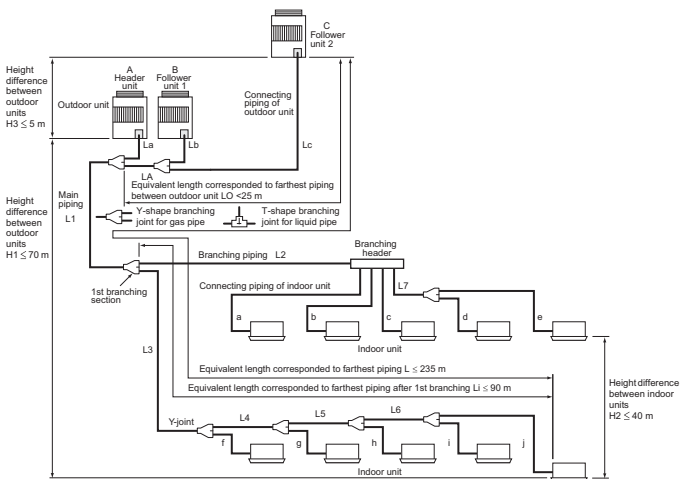 C
Follower
unit 2
Height
difference
between
outdoor
units
H3 ≤ 5 m
A
Header
unit
B
Follower
unit 1
Outdoor unit
Connecting
piping of
outdoor unit
La
Lb
Lc
LA
Equivalent length corresponded to farthest piping
between outdoor unit LO <25 m
Main
piping
L1
Y-shape branching
joint for gas pipe
T-shape branching
joint for liquid pipe
Height
difference
between
outdoor
units
H1 ≤ 70 m
Branching piping L2
Branching
header
1st branching
section
Connecting piping of indoor unit
L7
a
b
c
d
e
Indoor unit
L3
Equivalent length corresponded to farthest piping L ≤ 235 m
Equivalent length corresponded to farthest piping after 1st branching Li ≤ 90 m
Height difference
between indoor
units
H2 ≤ 40 m
Y-joint
L4
L5
L6
f
g
h
i
j
Indoor unit